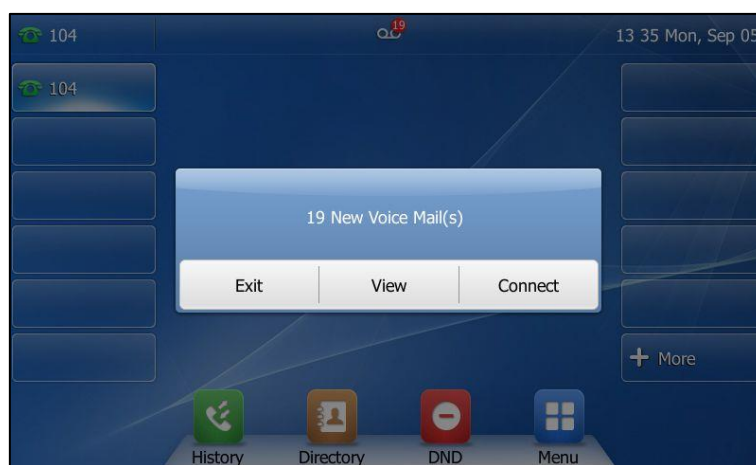 104
19
13 35 Mon, Sep 05
104
19 New Voice Mail(s)
Exit View Connect
More
History Directory DND Menu